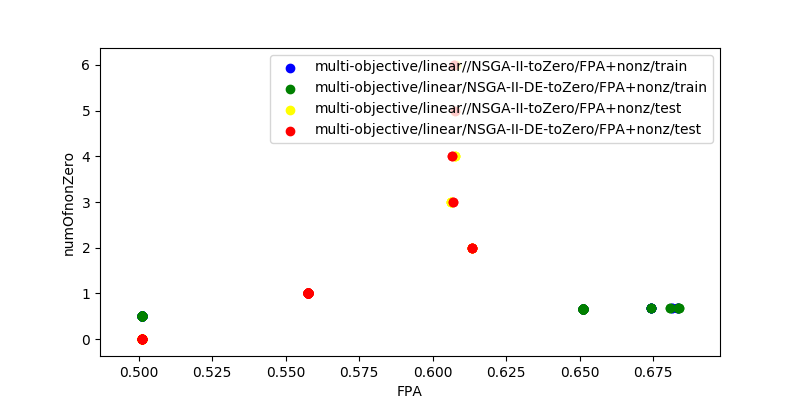 6
multi-objective/linear//NSGA-II-toZero/FPA+nonz/train
multi-objective/linear/NSGA-II-DE-toZero/FPA+nonz/train
5
multi-objective/linear//NSGA-II-toZero/FPA+nonz/test
multi-objective/linear/NSGA-II-DE-toZero/FPA+nonz/test
4
3
numOfnonZero
2
1
0
0.500 0.525 0.550 0.575 0.600 0.625 0.650 0.675
FPA